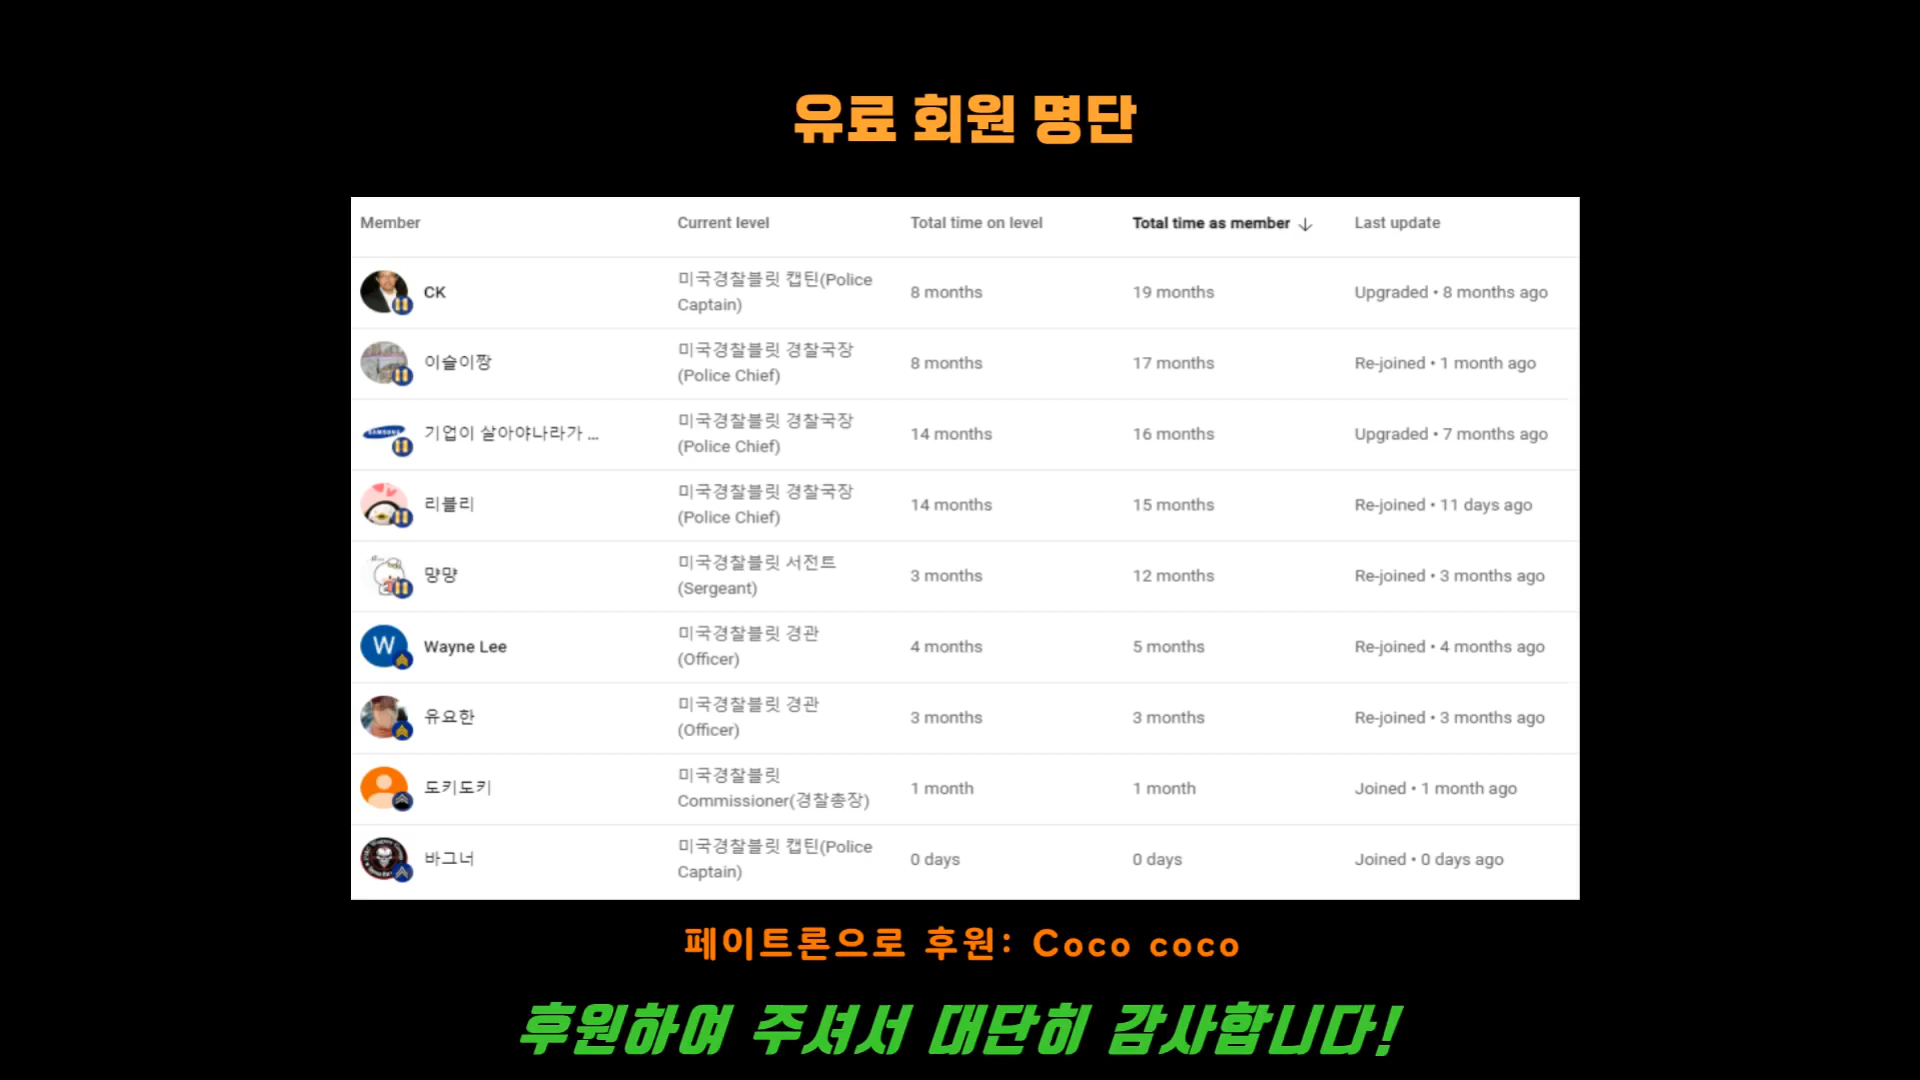 유료 회원 명단
Member Current level Total time on level Total time as member ↓ Last update
CK 미국경찰블릿 캡틴(Police Captain) 8 months 19 months Upgraded • 8 months ago
이슬이짱 미국경찰블릿 경찰국장 (Police Chief) 8 months 17 months Re-joined • 1 month ago
SAMSUNG 기업이 살아야나라가 ... 미국경찰블릿 경찰국장 (Police Chief) 14 months 16 months Upgraded • 7 months ago
리블리 미국경찰블릿 경찰국장 (Police Chief) 14 months 15 months Re-joined • 11 days ago
먕먕 미국경찰블릿 서전트 (Sergeant) 3 months 12 months Re-joined • 3 months ago
W Wayne Lee 미국경찰블릿 경관 (Officer) 4 months 5 months Re-joined • 4 months ago
유요한 미국경찰블릿 경관 (Officer) 3 months 3 months Re-joined • 3 months ago
도키도키 미국경찰블릿 Commissioner(경찰총장) 1 month 1 month Joined • 1 month ago
바그너 미국경찰블릿 캡틴(Police Captain) 0 days 0 days Joined • 0 days ago
페이트론으로 후원: Coco coco
후원하여 주셔서 대단히 감사합니다!